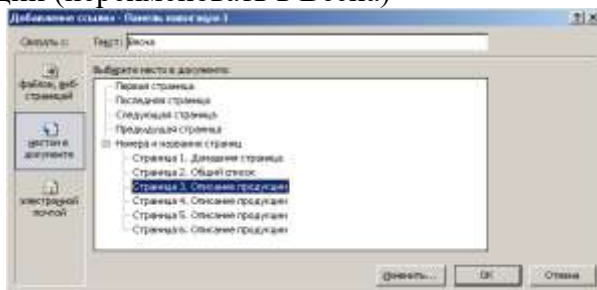 ции (переименовать в Весна)
Добавление ссылки - Панель навигации 1
Связать с:
Текст: Весна
Выберите место в документе:
файлом, веб-
страницей
местом в
документе
электронной
почтой
Первая страница
Последняя страница
Следующая страница
Предыдущая страница
Номера и названия страниц
Страница 1. Домашняя страница
Страница 2. Общий список
Страница 3. Описание продукции
Страница 4. Описание продукции
Страница 5. Описание продукции
Страница 6. Описание продукции
Изменить...
OK
Отмена